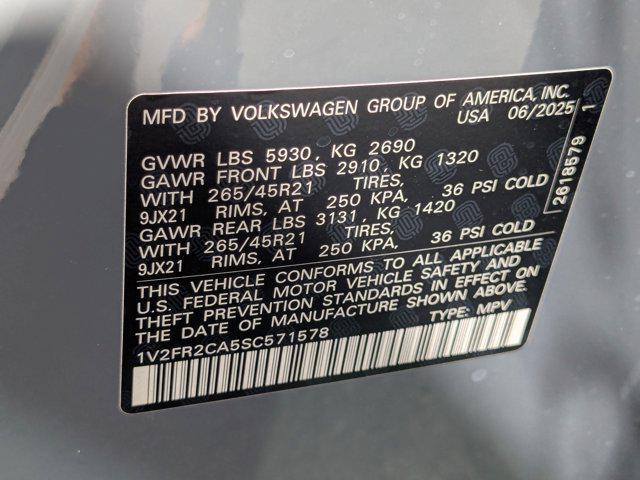 MFD BY VOLKSWAGEN GROUP OF AMERICA, INC.
USA 06/2025
GVWR LBS 5930, KG 2690
GAWR FRONT LBS 2910, KG 1320
WITH 265/45R21 TIRES,
9JX21 RIMS, AT 250 KPA, 36 PSI COLD
GAWR REAR LBS 3131, KG 1420
WITH 265/45R21 TIRES,
9JX21 RIMS, AT 250 KPA, 36 PSI COLD
THIS VEHICLE CONFORMS TO ALL APPLICABLE
U.S. FEDERAL MOTOR VEHICLE SAFETY AND
THEFT PREVENTION STANDARDS IN EFFECT ON
THE DATE OF MANUFACTURE SHOWN ABOVE.
1V2FR2CA5SC571578 TYPE: MPV
2618579 1